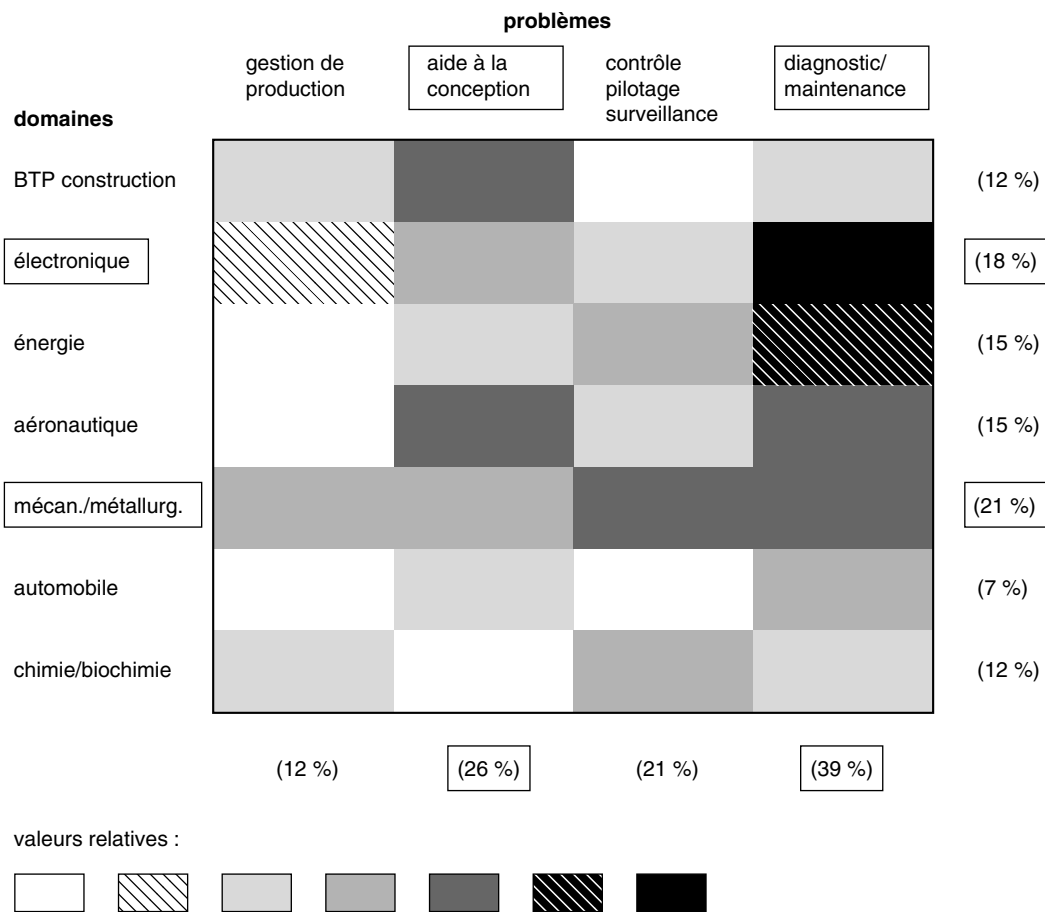 problèmes
gestion de
production
aide à la
conception
contrôle
pilotage
surveillance
diagnostic/
maintenance
domaines
BTP construction
(12 %)
électronique
(18 %)
énergie
(15 %)
aéronautique
(15 %)
mécan./métallurg.
(21 %)
automobile
(7 %)
chimie/biochimie
(12 %)
(12 %)
(26 %)
(21 %)
(39 %)
valeurs relatives :